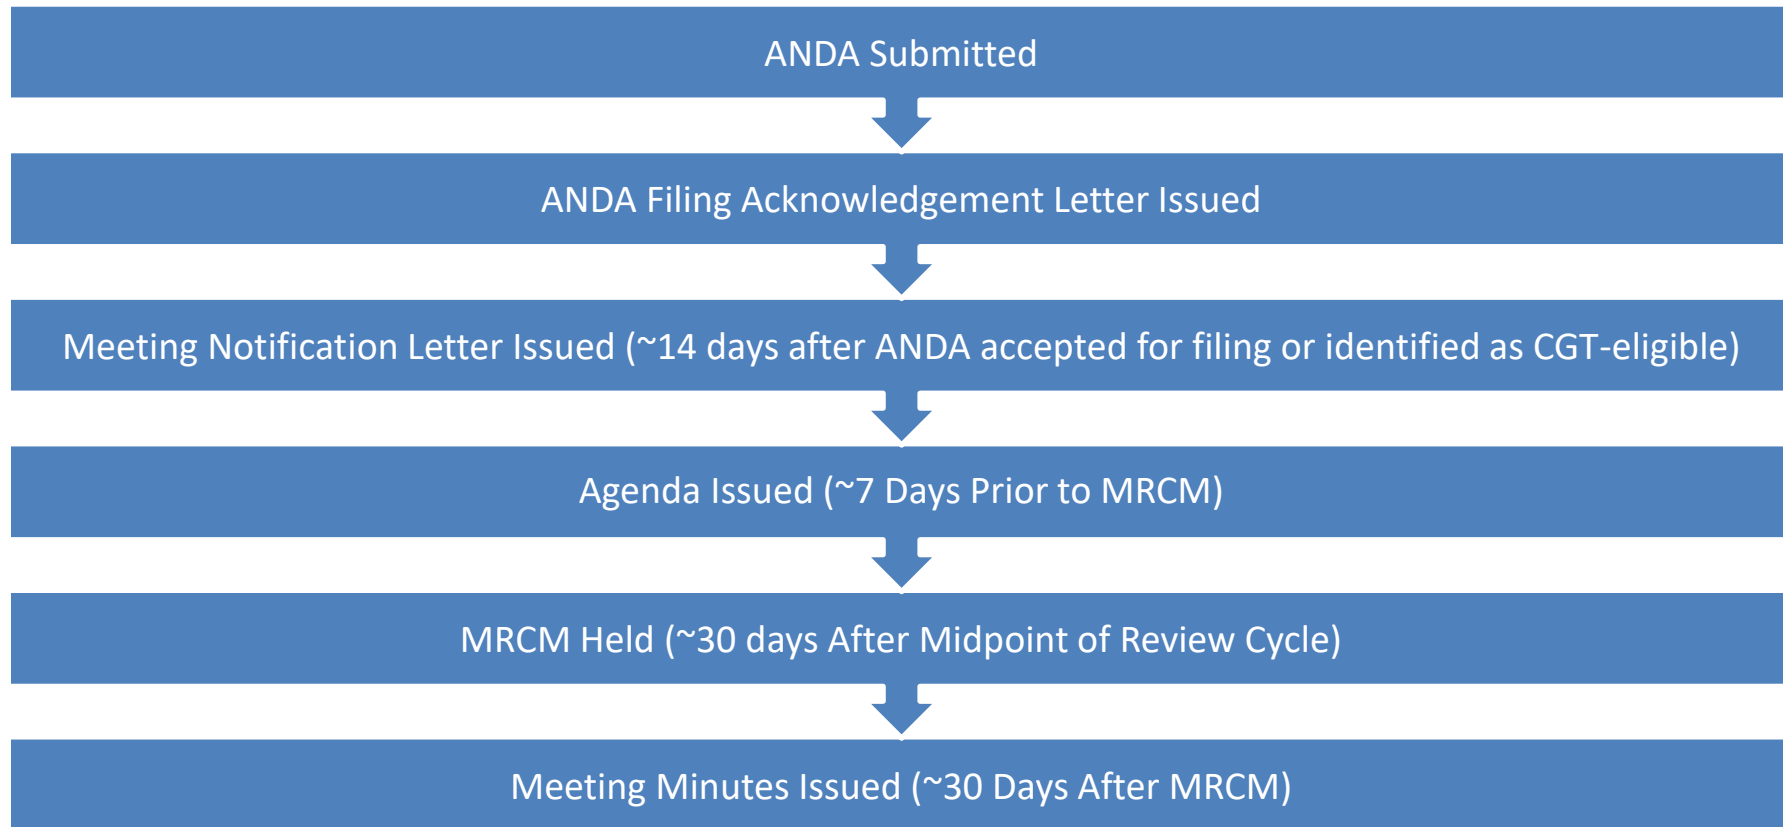 ANDA Submitted
ANDA Filing Acknowledgement Letter Issued
Meeting Notification Letter Issued (~14 days after ANDA accepted for filing or identified as CGT-eligible)
Agenda Issued (~7 Days Prior to MRCM)
MRCM Held (~30 days After Midpoint of Review Cycle)
Meeting Minutes Issued (~30 Days After MRCM)